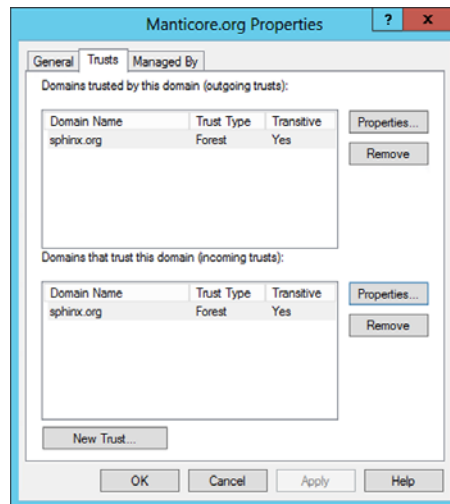 Manticore.org Properties
? x
General Trusts Managed By
Domains trusted by this domain (outgoing trusts):
Domain Name Trust Type Transitive
sphinx.org Forest Yes
Properties...
Remove
Domains that trust this domain (incoming trusts):
Domain Name Trust Type Transitive
sphinx.org Forest Yes
Properties...
Remove
New Trust...
OK Cancel Apply Help